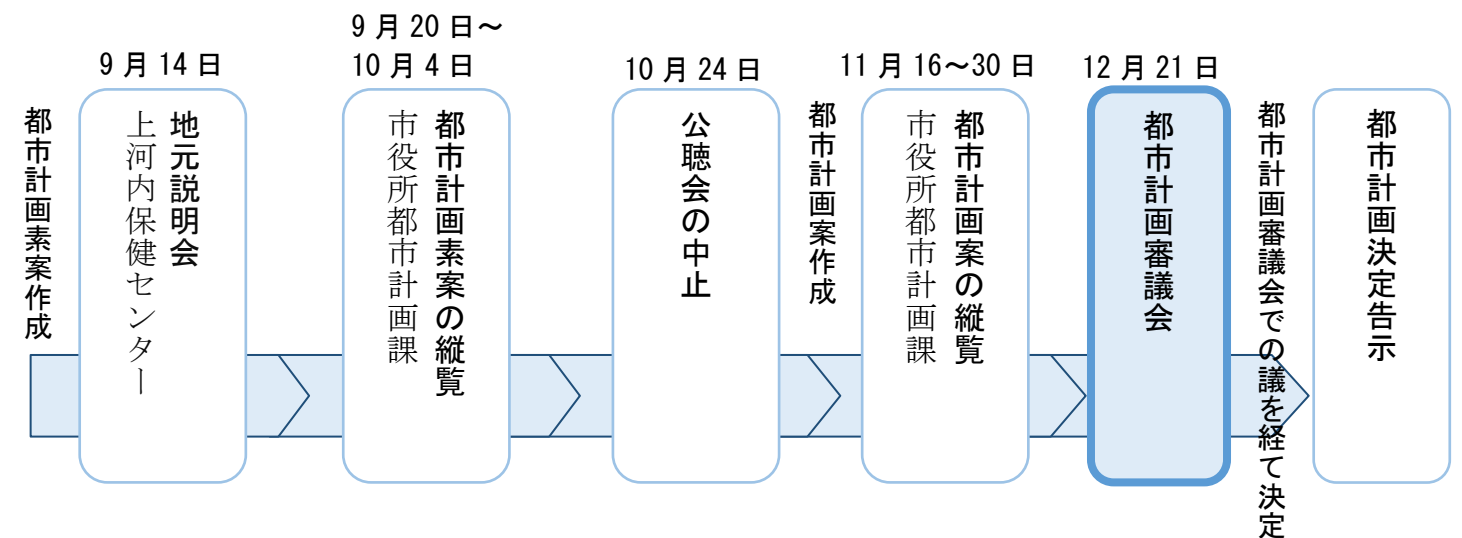 都市計画素案作成
9月14日
地元説明会
上河内保健センター
9月20日～
10月4日
都市計画素案の縦覧
市役所都市計画課
10月24日
公聴会の中止
都市計画案作成
11月16～30日
都市計画案の縦覧
市役所都市計画課
12月21日
都市計画審議会
都市計画審議会での議を経て決定
都市計画決定告示